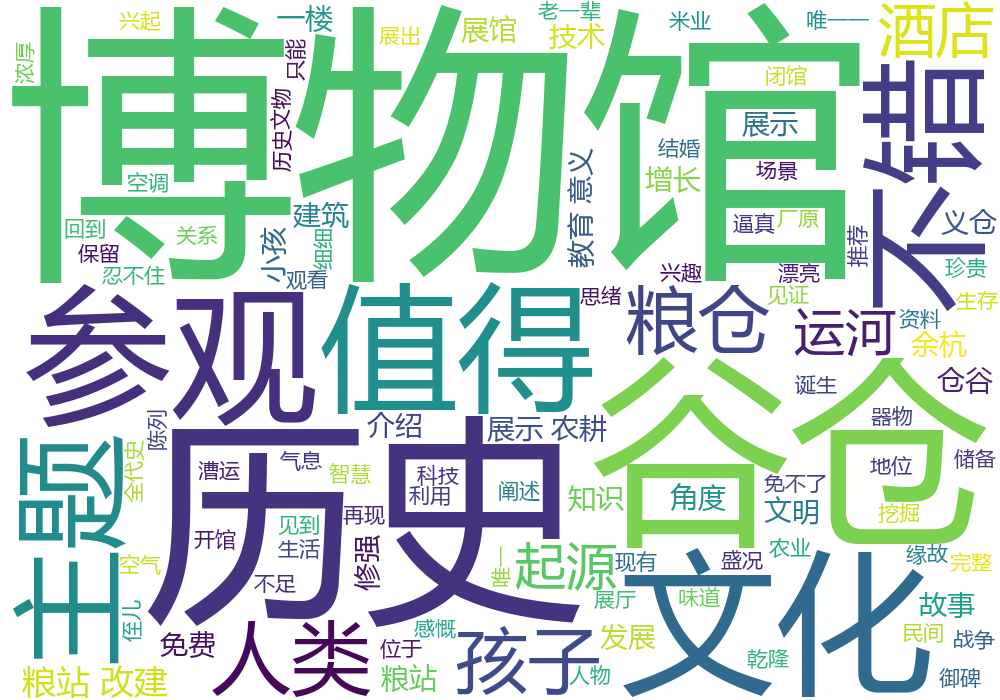 兴起
一楼
老一辈
米业
唯一一
酒店
博物馆
展出
展馆
技术
浓厚
只能
闭馆
不错
历史文物
展示
空调
结婚
场景
增长
教育 意义
回到
关系
建筑
逼真
厂原
义仓
保留
小孩
细细
推荐
忍不住
观看
兴趣
漂亮
珍贵
思绪
见证
生存
参观
值得
粮仓
运河
资料
余杭
谷仓
诞生
仓谷
陈列
介绍
展示 农耕
器物
主题
全代史
历史
漕运
气息
智慧
科技
利用
阐述
知识
角度
免不了
地位
储备
文明
挖掘
再现
见到
开馆
生活
修强
唯一
起源
现有
盛况
农业
缘故
完整
空气
不足
展厅
味道
文化
故事
侄儿
免费
人类
位于
感慨
孩子
发展
民间
战争
粮站 改建
粮站
人物
乾隆
御碑